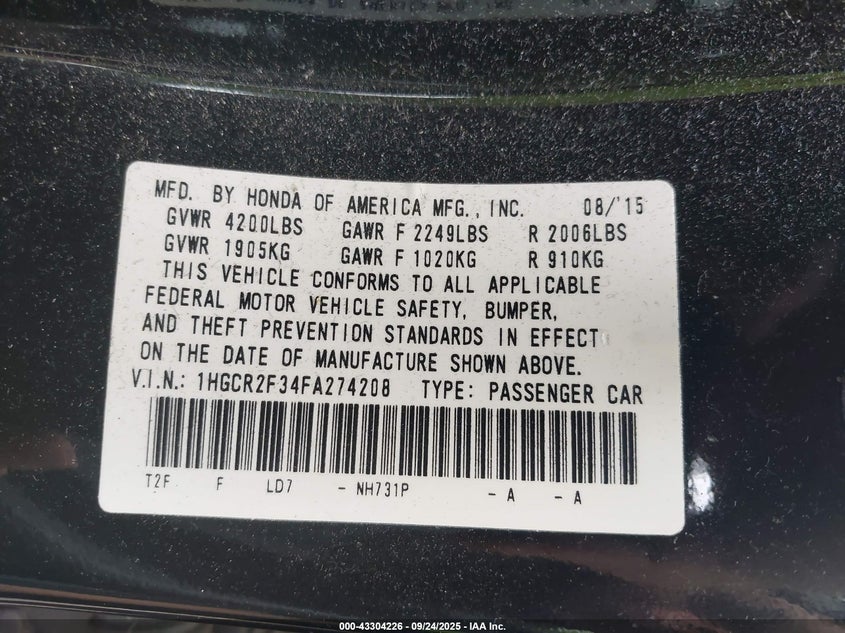 MFD. BY HONDA OF AMERICA MFG., INC. 08/'15
GVWR 4200LBS GAWR F 2249LBS R 2006LBS
GVWR 1905KG GAWR F 1020KG R 910KG
THIS VEHICLE CONFORMS TO ALL APPLICABLE
FEDERAL MOTOR VEHICLE SAFETY, BUMPER,
AND THEFT PREVENTION STANDARDS IN EFFECT
ON THE DATE OF MANUFACTURE SHOWN ABOVE.
V.I.N.: 1HGCR2F34FA274208 TYPE: PASSENGER CAR
T2F F LD7 - NH731P - A - A
000-43304226 - 09/24/2025 - IAA Inc.